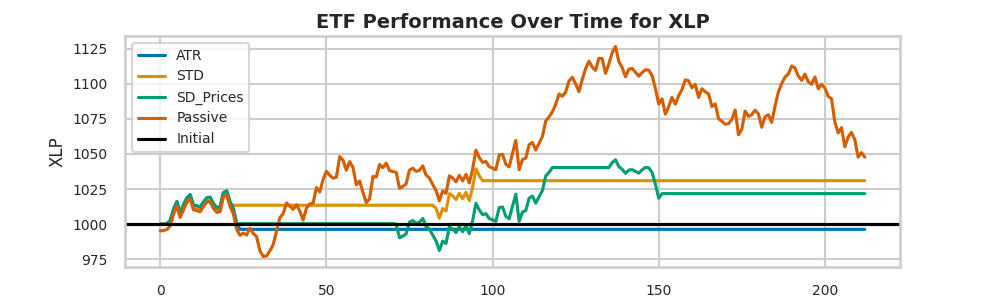 ETF Performance Over Time for XLP
XLP
1125
1100
1075
1050
1025
1000
975
ATR
STD
SD_Prices
Passive
Initial
0 50 100 150 200